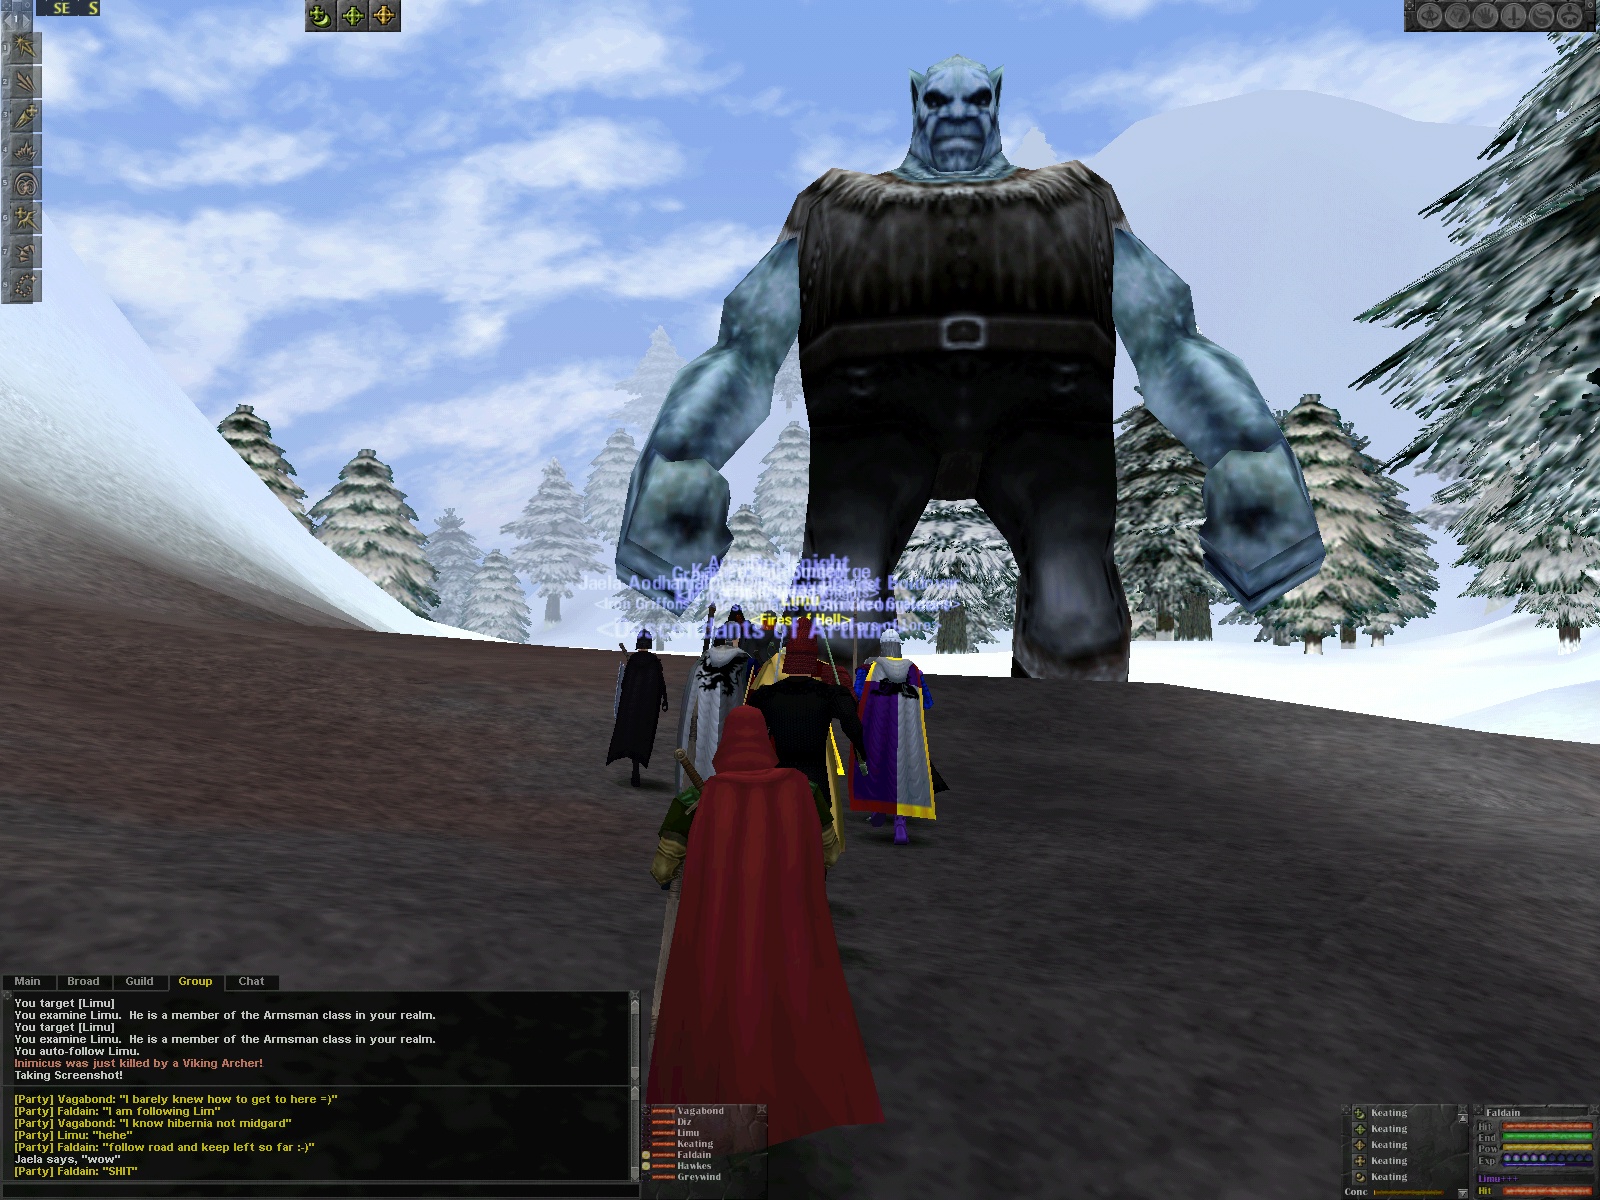 SE S
Limu
<Fires f Hell>
Descendants of Arthur
Main Broad Guild Group Chat
You target [Limu]
You examine Limu. He is a member of the Armsman class in your realm.
You target [Limu]
You examine Limu. He is a member of the Armsman class in your realm.
You auto-follow Limu.
Inimicus was just killed by a Viking Archer!
Taking Screenshot!
[Party] Vagabond: "I barely knew how to get to here =)"
[Party] Faldain: "I am following Lim"
[Party] Vagabond: "I know hibernia not midgard"
[Party] Limu: "hehe"
[Party] Faldain: "follow road and keep left so far :-)"
Jaela says, "wow"
[Party] Faldain: "SHIT"
Vagabond
Diz
Limu
Keating
Faldain
Hawkes
Greywind
Keating
Keating
Keating
Keating
Keating
Conc
Faldain
Hit
End
Pow
Exp
Limu+++
Hit